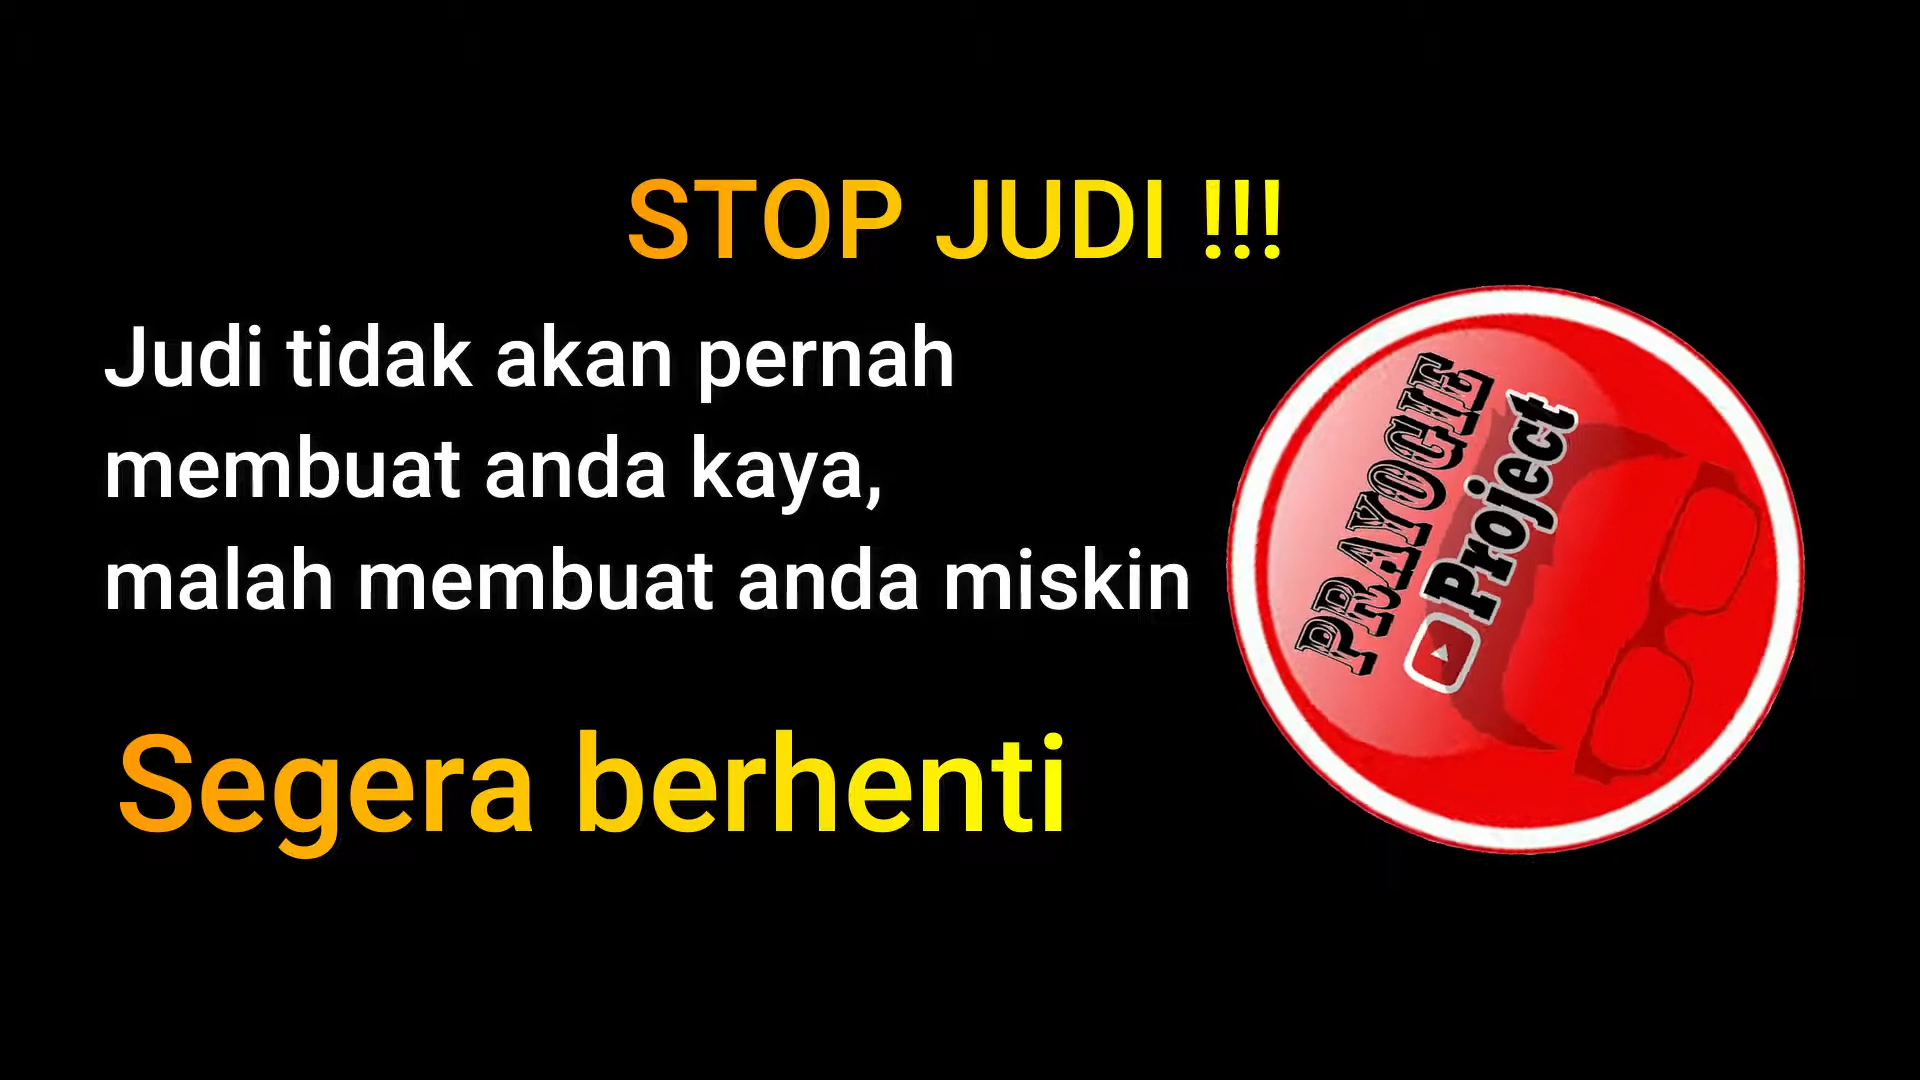 STOP JUDI !!!
Judi tidak akan pernah
membuat anda kaya,
malah membuat anda miskin
Segera berhenti
PRAYOGIE
Project